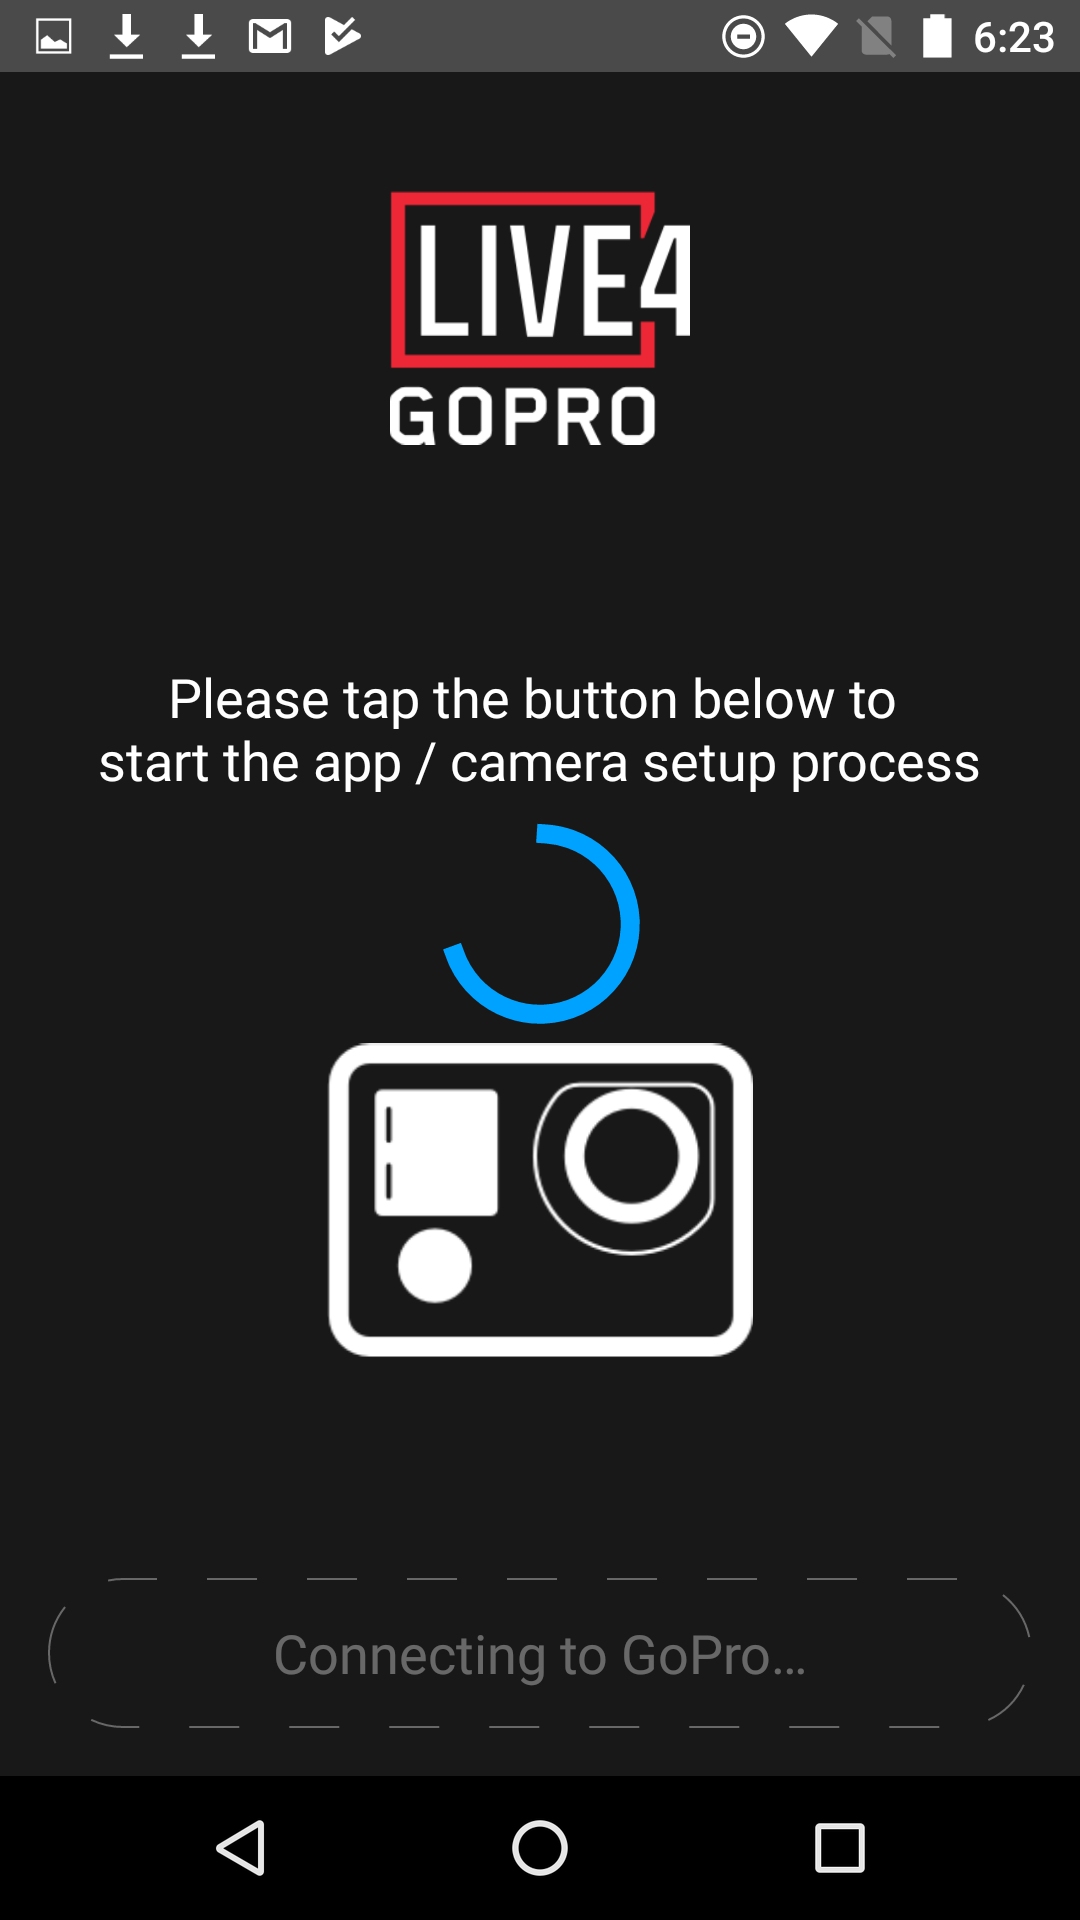 6:23
LIVE4
GOPRO
Please tap the button below to
start the app / camera setup process
Connecting to GoPro...